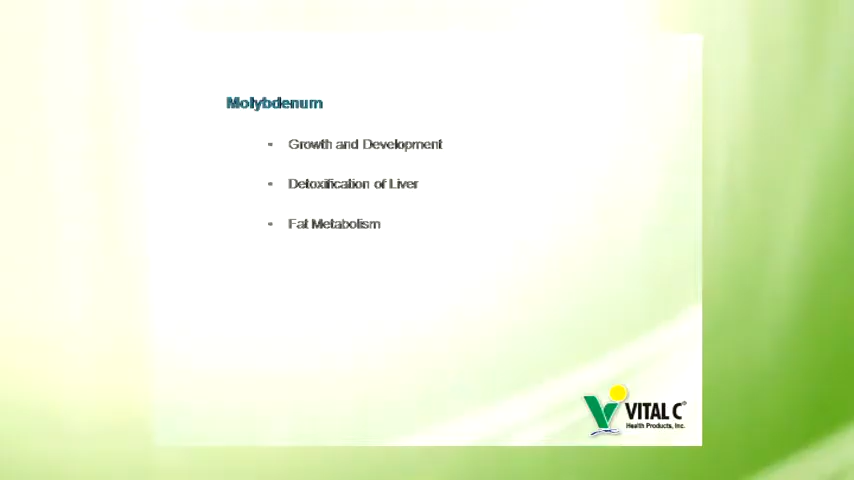 Molybdenum
- Growth and Development
- Detoxification of Liver
- Fat Metabolism
VITAL C®
Health Products, Inc.